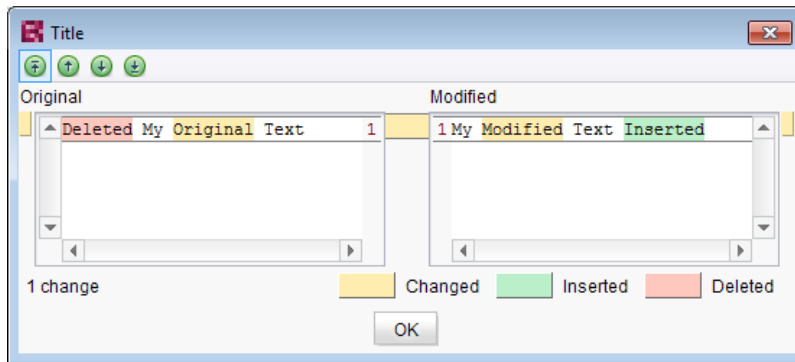 Title
Original Modified
Deleted My Original Text 1 1 My Modified Text Inserted
1 change Changed Inserted Deleted
OK